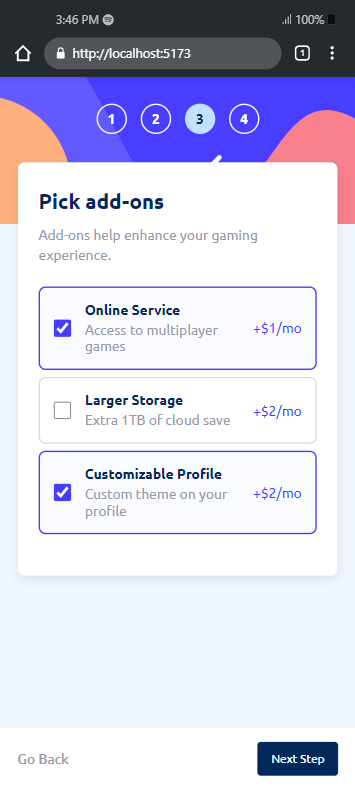 3:46 PM 100%
http://localhost:5173 1
1 2 3 4
Pick add-ons
Add-ons help enhance your gaming
experience.
Online Service
Access to multiplayer
games
+$1/mo
Larger Storage
Extra 1TB of cloud save
+$2/mo
Customizable Profile
Custom theme on your
profile
+$2/mo
Go Back Next Step